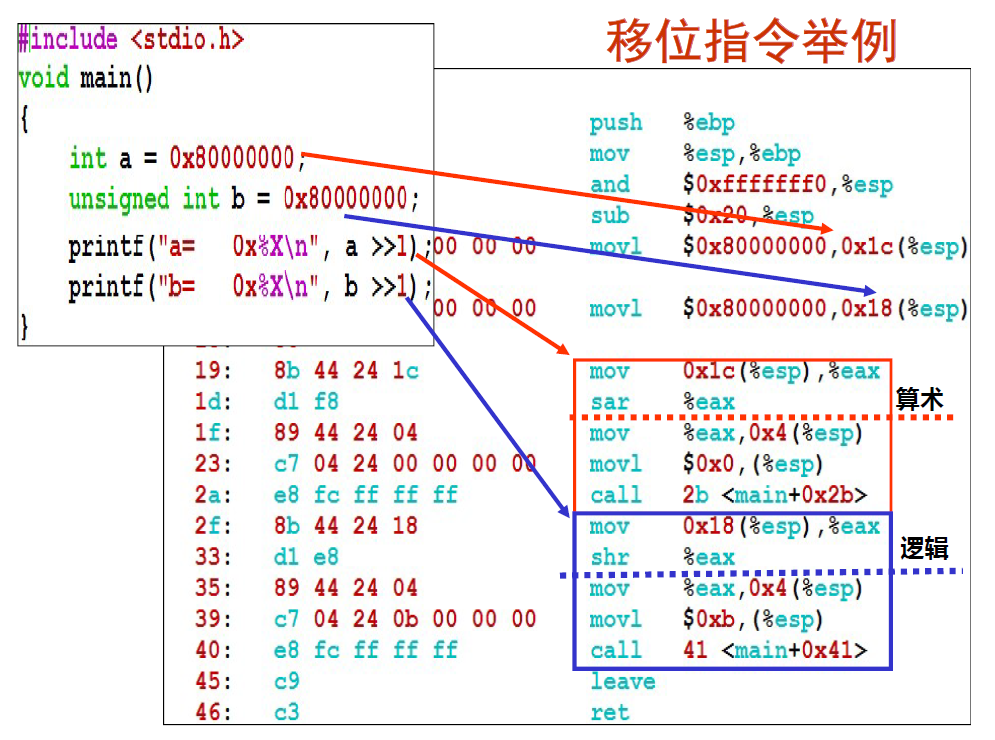 移位指令举例
#include <stdio.h>
void main()
{
int a = 0x80000000;
unsigned int b = 0x80000000;
printf("a=   0x%X\n", a >>1);
printf("b=   0x%X\n", b >>1);
}
push %ebp
mov %esp,%ebp
and $0xfffffff0,%esp
sub $0x20,%esp
00 00 00 movl $0x80000000,0x1c(%esp)
00 00 00 movl $0x80000000,0x18(%esp)
19: 8b 44 24 1c mov 0x1c(%esp),%eax
1d: d1 f8 sar %eax
算术
1f: 89 44 24 04 mov %eax,0x4(%esp)
23: c7 04 24 00 00 00 00 movl $0x0,(%esp)
2a: e8 fc ff ff ff call 2b <main+0x2b>
2f: 8b 44 24 18 mov 0x18(%esp),%eax
33: d1 e8 shr %eax
逻辑
35: 89 44 24 04 mov %eax,0x4(%esp)
39: c7 04 24 0b 00 00 00 movl $0xb,(%esp)
40: e8 fc ff ff ff call 41 <main+0x41>
45: c9 leave
46: c3 ret